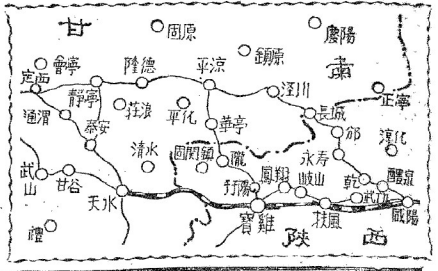 甘
固原
慶陽
鎮原
肅
會寧
定西
隆德
平涼
涇川
正寧
靜寧
莊浪
平化
長武
通渭
泰安
華亭
邠
淳化
清水
固関鎮
隴
永寿
武山
甘谷
天水
汧陽
鳳翔
岐山
乾
醴泉
武功
咸陽
禮
寶雞
扶風
陝西